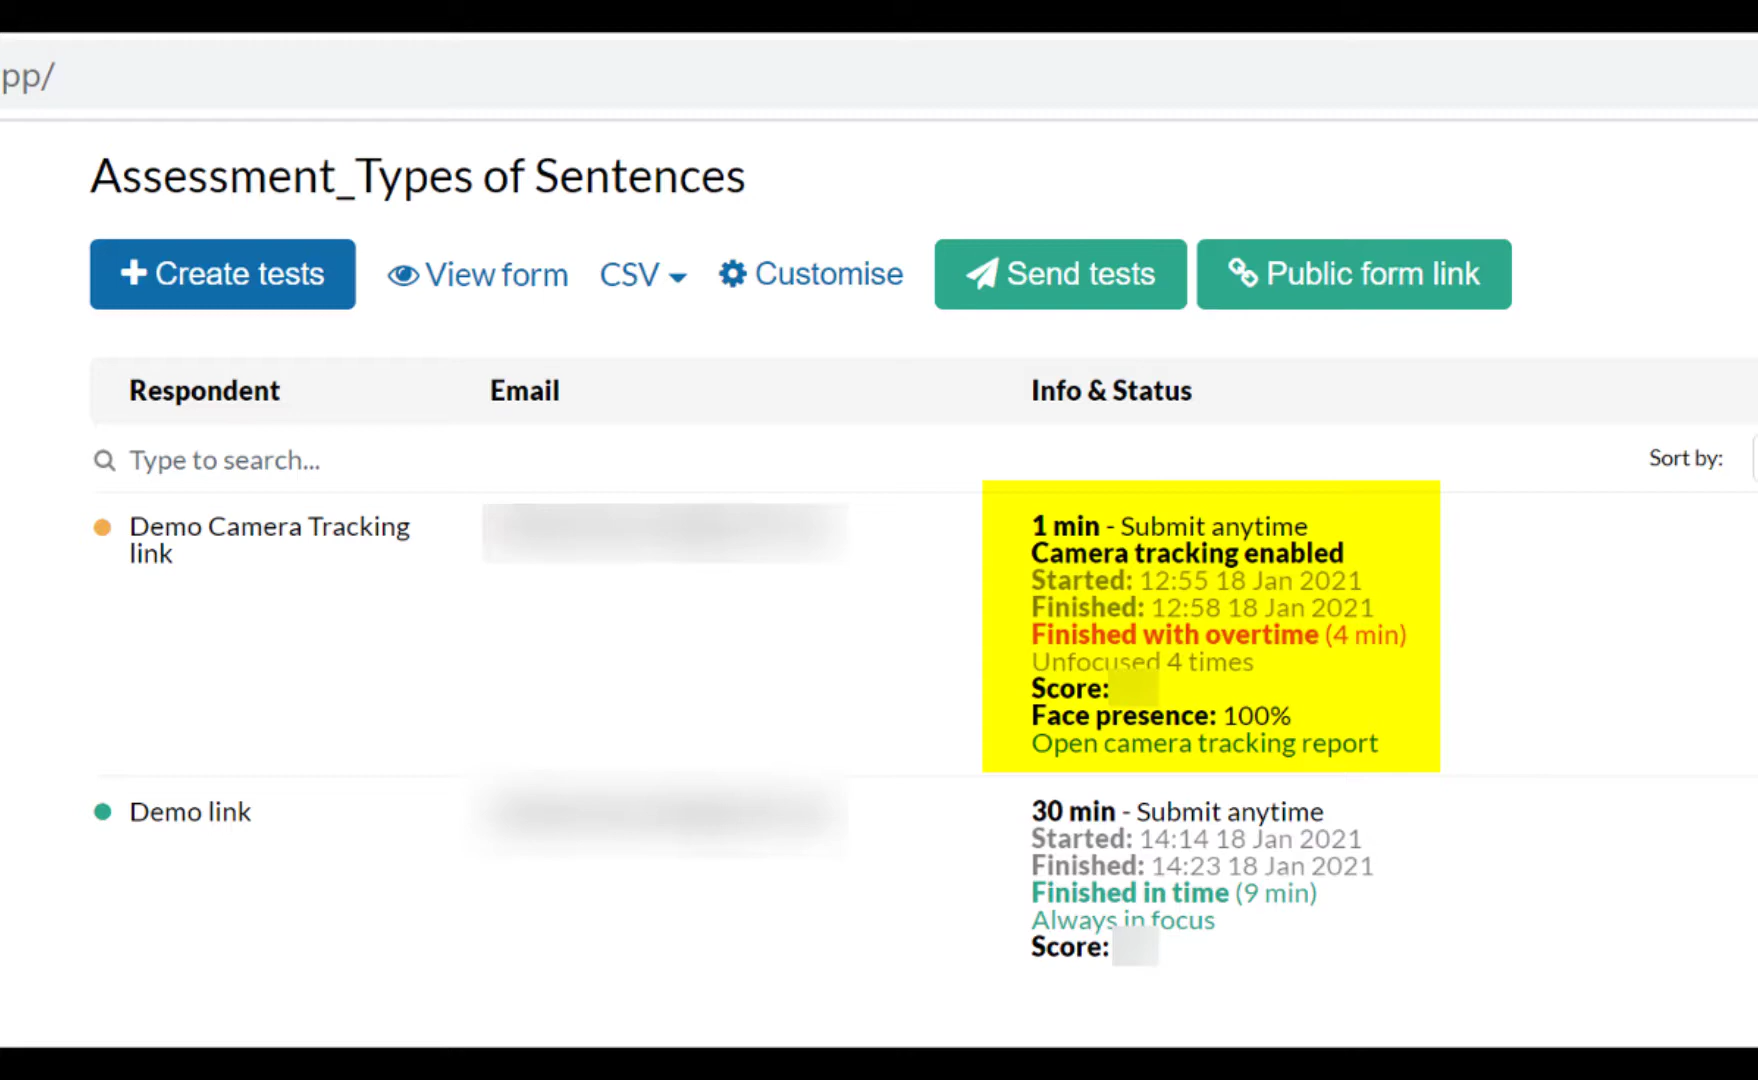 pp/
Assessment_Types of Sentences
Create tests View form CSV Customise Send tests Public form link
Respondent Email Info & Status
Type to search... Sort by:
Demo Camera Tracking
link
1 min - Submit anytime
Camera tracking enabled
Started: 12:55 18 Jan 2021
Finished: 12:58 18 Jan 2021
Finished with overtime (4 min)
Unfocused 4 times
Score:
Face presence: 100%
Open camera tracking report
Demo link
30 min - Submit anytime
Started: 14:14 18 Jan 2021
Finished: 14:23 18 Jan 2021
Finished in time (9 min)
Always in focus
Score: